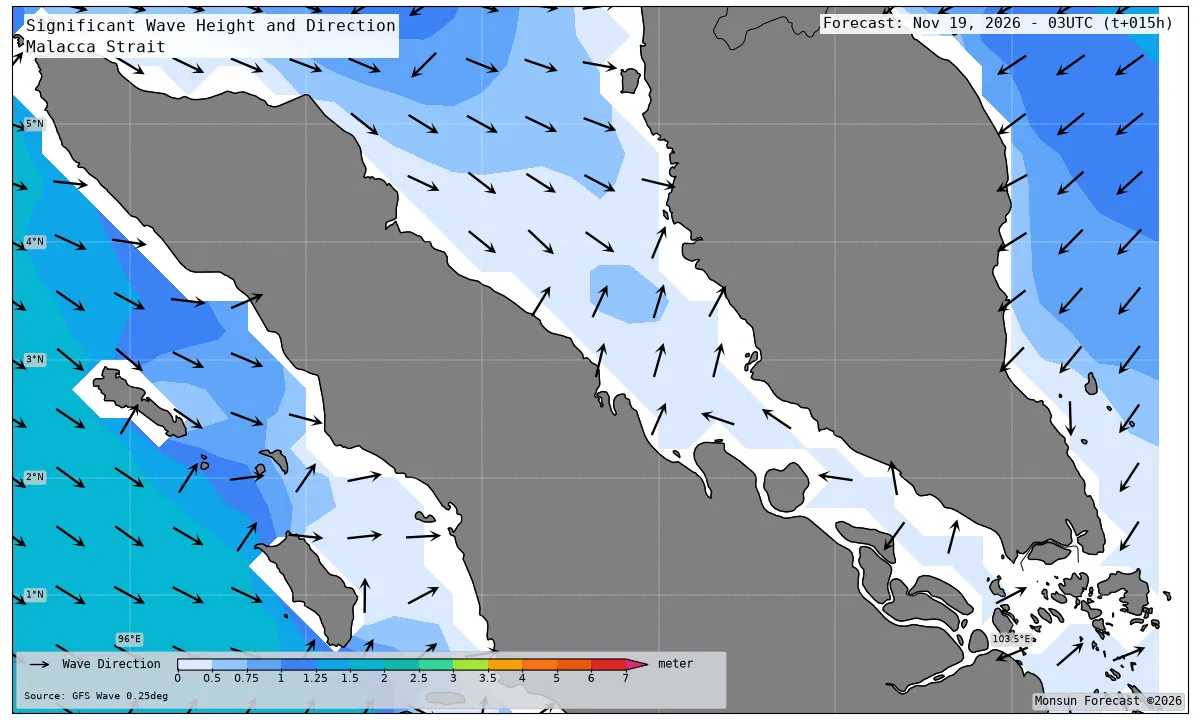 Significant Wave Height and Direction
Malacca Strait
Forecast: Nov 19, 2026 - 03UTC (t+015h)
5°N
4°N
3°N
2°N
1°N
96°E
103.5°E
Wave Direction
0 0.5 0.75 1 1.25 1.5 2 2.5 3 3.5 4 5 6 7
meter
Source: GFS Wave 0.25deg
Monsun Forecast ©2026